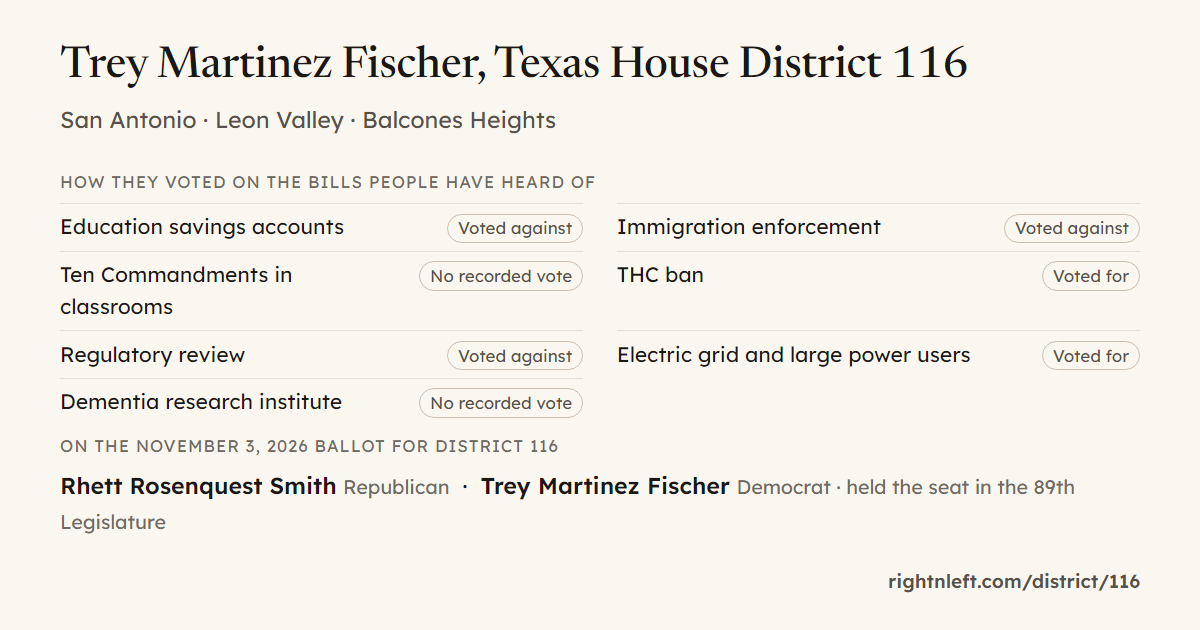 Trey Martinez Fischer, Texas House District 116
San Antonio · Leon Valley · Balcones Heights
HOW THEY VOTED ON THE BILLS PEOPLE HAVE HEARD OF
Education savings accounts Voted against
Immigration enforcement Voted against
Ten Commandments in
classrooms
No recorded vote
THC ban Voted for
Regulatory review Voted against
Electric grid and large power users Voted for
Dementia research institute No recorded vote
ON THE NOVEMBER 3, 2026 BALLOT FOR DISTRICT 116
Rhett Rosenquest Smith Republican · Trey Martinez Fischer Democrat · held the seat in the 89th
Legislature
rightnleft.com/district/116